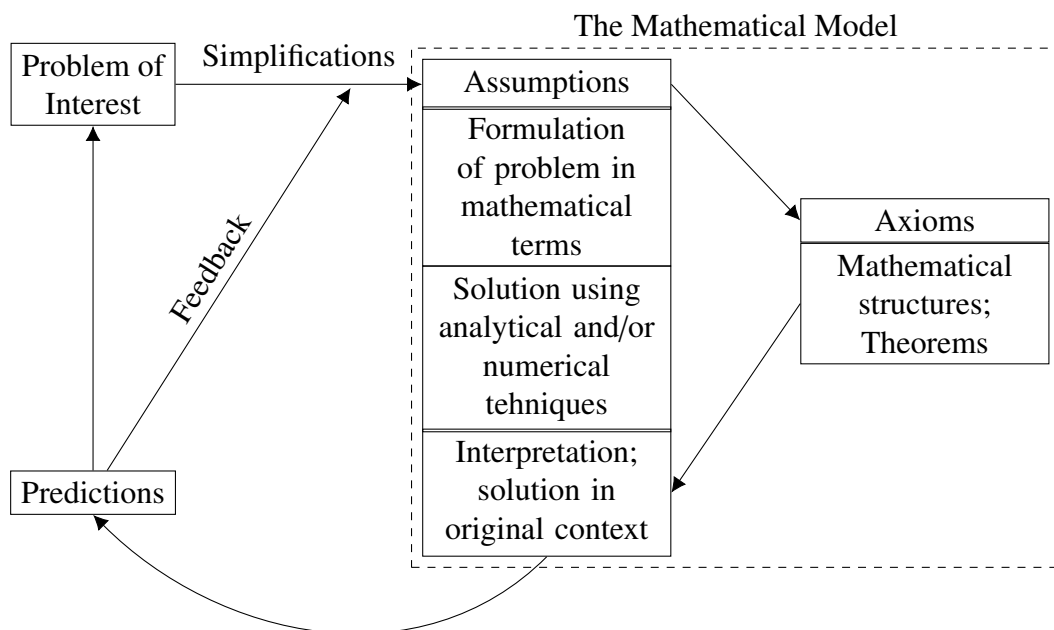 The Mathematical Model
Problem of
Interest
Simplifications
Assumptions
Formulation
of problem in
mathematical
terms
Solution using
analytical and/or
numerical
tehniques
Interpretation;
solution in
original context
Axioms
Mathematical
structures;
Theorems
Feedback
Predictions